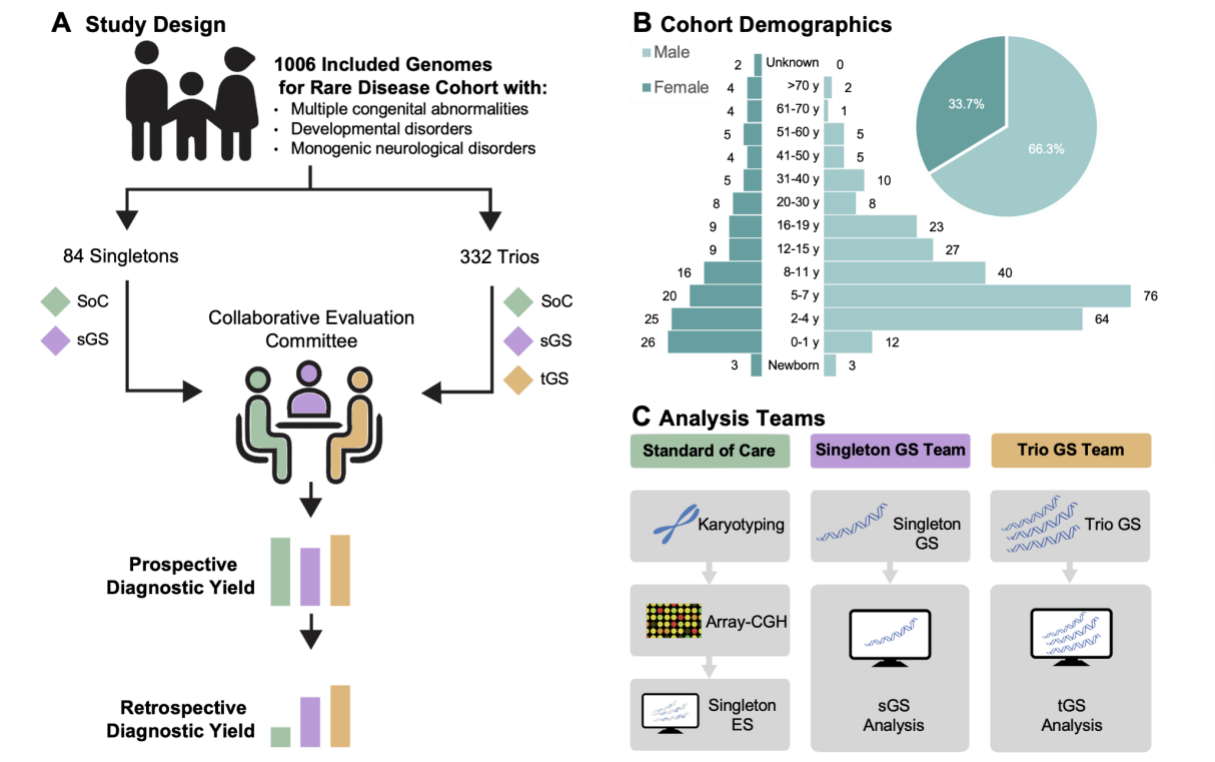 A Study Design
1006 Included Genomes
for Rare Disease Cohort with:
· Multiple congenital abnormalities
· Developmental disorders
· Monogenic neurological disorders
84 Singletons
332 Trios
SoC
sGS
SoC
sGS
tGS
Collaborative Evaluation
Committee
Prospective
Diagnostic Yield
Retrospective
Diagnostic Yield
B Cohort Demographics
Male
Female
2 Unknown 0
4 >70 y 2
4 61-70 y 1
5 51-60 y 5
4 41-50 y 5
5 31-40 y 10
8 20-30 y 8
9 16-19 y 23
9 12-15 y 27
16 8-11 y 40
20 5-7 y 76
25 2-4 y 64
26 0-1 y 12
3 Newborn 3
33.7%
66.3%
C Analysis Teams
Standard of Care
Karyotyping
Array-CGH
Singleton
ES
Singleton GS Team
Singleton
GS
sGS
Analysis
Trio GS Team
Trio GS
tGS
Analysis